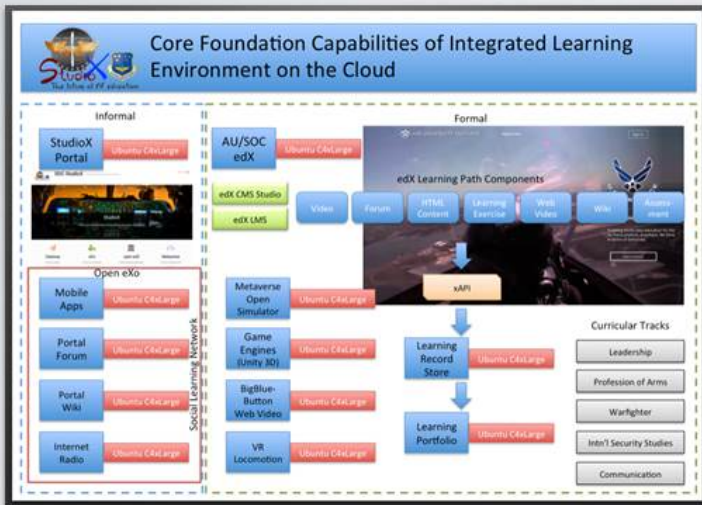 Core Foundation Capabilities of Integrated Learning
Environment on the Cloud
StudioX
Informal
StudioX
Portal
Ubuntu C4xLarge
Open eXo
Mobile
Apps
Ubuntu C4xLarge
Portal
Forum
Ubuntu C4xLarge
Portal
Wiki
Ubuntu C4xLarge
Internet
Radio
Ubuntu C4xLarge
Social Learning Network
Formal
AU/SOC
edX
Ubuntu C4xLarge
edX CMS Studio
edX LMS
edX Learning Path Components
Video
Forum
HTML
Content
Learning
Exercise
Web
Video
Wiki
Assess-
ment
xAPI
Metaverse
Open
Simulator
Ubuntu C4xLarge
Game
Engines
(Unity 3D)
Ubuntu C4xLarge
BigBlue-
Button
Web Video
Ubuntu C4xLarge
VR
Locomotion
Ubuntu C4xLarge
Learning
Record
Store
Ubuntu C4xLarge
Learning
Portfolio
Ubuntu C4xLarge
Curricular Tracks
Leadership
Profession of Arms
Warfighter
Intn'l Security Studies
Communication